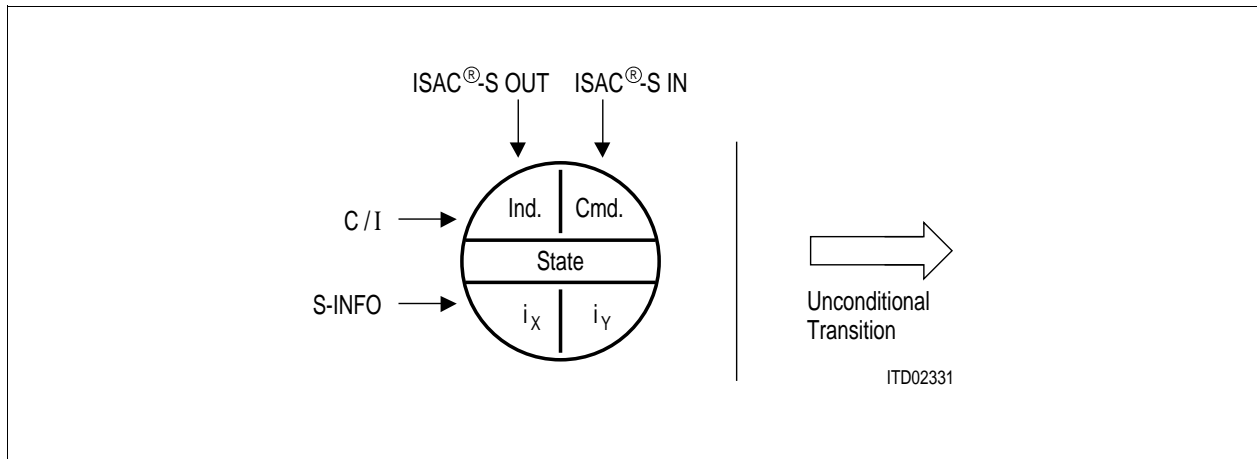 ISAC®-S OUT ISAC®-S IN
C/I
Ind. Cmd.
State
S-INFO
iX iY
Unconditional
Transition
ITD02331